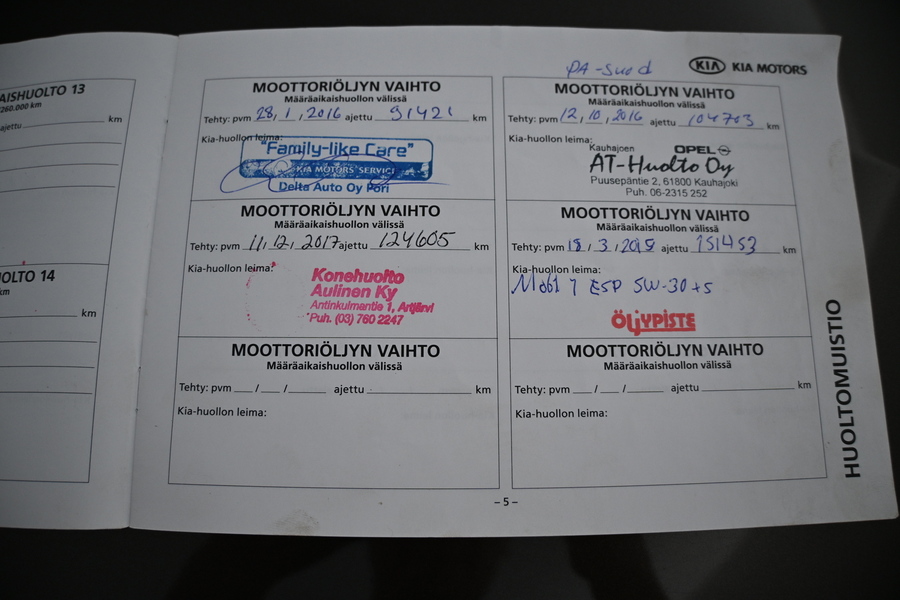 AISHUOLTO 13
/260.000 km
ajettu km
UOLTO 14
km
km
KIA KIA MOTORS
MOOTTORIÖLJYN VAIHTO
Määräaikaishuollon välissä
Tehty: pvm 28, 1, 2016 ajettu 91421 km
Kia-huollon leima:
"Family-like Care"
KIA MOTORS SERVICE
Delta Auto Oy Pori
MOOTTORIÖLJYN VAIHTO
Määräaikaishuollon välissä
Tehty: pvm 12, 10, 2016 ajettu 104703 km
Kia-huollon leima:
Kauhajoen OPEL
AT-Huolto Oy
Puusepäntie 2, 61800 Kauhajoki
Puh. 06-2315 252
MOOTTORIÖLJYN VAIHTO
Määräaikaishuollon välissä
Tehty: pvm 11, 12, 2017 ajettu 124605 km
Kia-huollon leima:
Konehuolto
Aulinen Ky
Antinkulmantie 1, Artjärvi
Puh. (03) 760 2247
MOOTTORIÖLJYN VAIHTO
Määräaikaishuollon välissä
Tehty: pvm 18, 3, 2019 ajettu 151453 km
Kia-huollon leima:
Mobil 1 ESP 5W-30
ÖLJYPISTE
MOOTTORIÖLJYN VAIHTO
Määräaikaishuollon välissä
Tehty: pvm / / ajettu km
Kia-huollon leima:
MOOTTORIÖLJYN VAIHTO
Määräaikaishuollon välissä
Tehty: pvm / / ajettu km
Kia-huollon leima:
– 5 –
HUOLTOMUISTIO